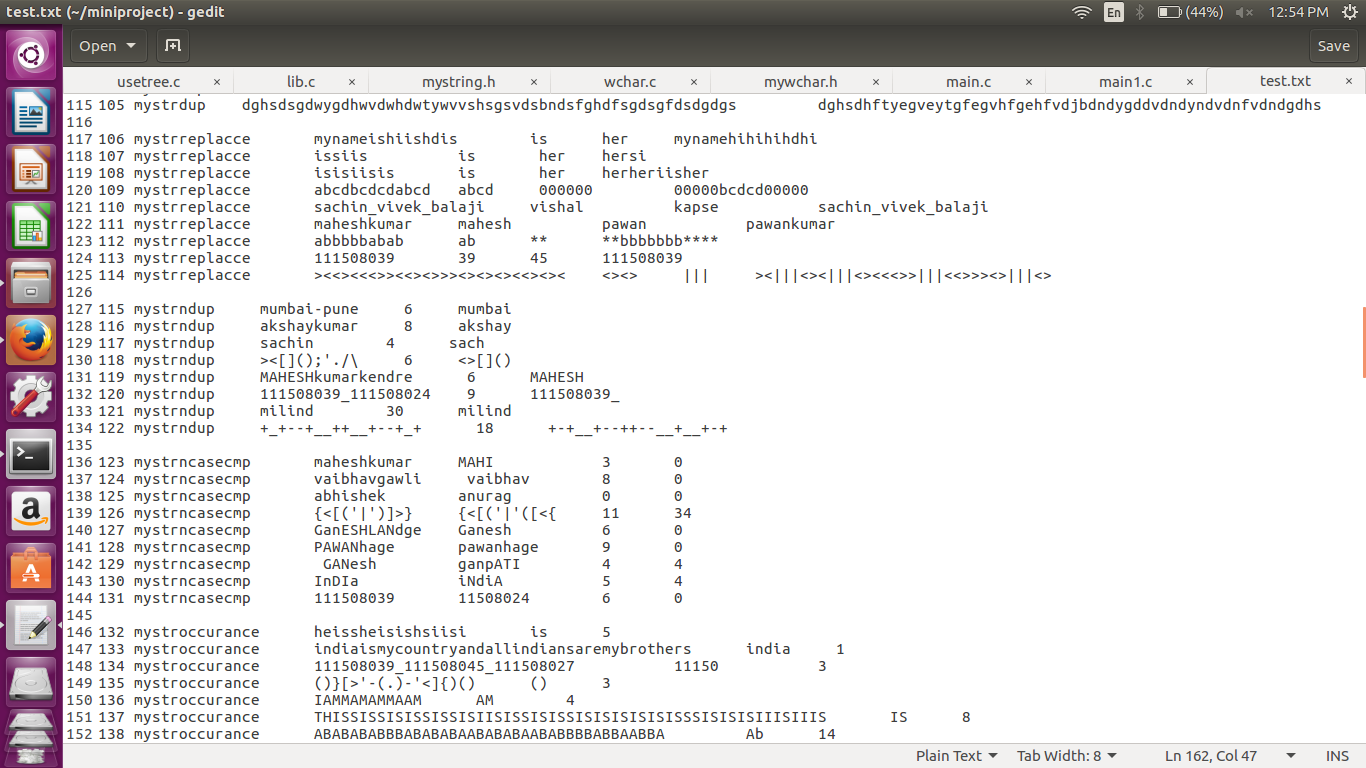 test.txt (~/miniproject) - gedit
En (44%) 12:54 PM
Open Save
usetree.c × lib.c × mystring.h × wchar.c × mywchar.h × main.c × main1.c × test.txt ×
115 105 mystrdup dghsdsgdwygdhwvdwhdwtywvvshsgsvdsbndsfghdfsgdsgfdsdgdgs dghsdhftyegveytgfegvhfgehfvdjbdndygddvdndyndvdnfvdndgdhs
116
117 106 mystrreplacce mynameishiishdis is her mynamehihihihdhi
118 107 mystrreplacce issiis is her hersi
119 108 mystrreplacce isisiisis is her herheriisher
120 109 mystrreplacce abcdbcdcdabcd abcd 000000 00000bcdcd00000
121 110 mystrreplacce sachin_vivek_balaji vishal kapse sachin_vivek_balaji
122 111 mystrreplacce maheshkumar mahesh pawan pawankumar
123 112 mystrreplacce abbbbbabab ab ** **bbbbbbb****
124 113 mystrreplacce 111508039 39 45 111508039
125 114 mystrreplacce ><<><<<>><><>>><><><><<><>< <><> ||| ><|||<><|||<><<<>>|||<<>>><>|||<>
126
127 115 mystrndup mumbai-pune 6 mumbai
128 116 mystrndup akshaykumar 8 akshay
129 117 mystrndup sachin 4 sach
130 118 mystrndup ><[]();'./\ 6 <>[]()
131 119 mystrndup MAHESHkumarkendre 6 MAHESH
132 120 mystrndup 111508039_111508024 9 111508039_
133 121 mystrndup milind 30 milind
134 122 mystrndup +_+--+__++__+--+_+ 18 +-+__+--++--__+__+-+
135
136 123 mystrncasecmp maheshkumar MAHI 3 0
137 124 mystrncasecmp vaibhavgawli vaibhav 8 0
138 125 mystrncasecmp abhishek anurag 0 0
139 126 mystrncasecmp {<[('|')]>} {<[('|'([<{ 11 34
140 127 mystrncasecmp GanESHLANdge Ganesh 6 0
141 128 mystrncasecmp PAWANhage pawanhage 9 0
142 129 mystrncasecmp GANesh ganpATI 4 4
143 130 mystrncasecmp InDIa iNdiA 5 4
144 131 mystrncasecmp 111508039 11508024 6 0
145
146 132 mystroccurance heissheisishsiisi is 5
147 133 mystroccurance indiaismycountryandallindiansaremybrothers india 1
148 134 mystroccurance 111508039_111508045_111508027 11150 3
149 135 mystroccurance ()}[>'-(.)-'<]{)() () 3
150 136 mystroccurance IAMMAMAMMAAM AM 4
151 137 mystroccurance THISSISSISISSISSISIISISSISISISSISISISISISISSSISISISIIISIIIS IS 8
152 138 mystroccurance ABABABABBBABABABAABABABAABABBBBABBAABBA Ab 14
Plain Text Tab Width: 8 Ln 162, Col 47 INS